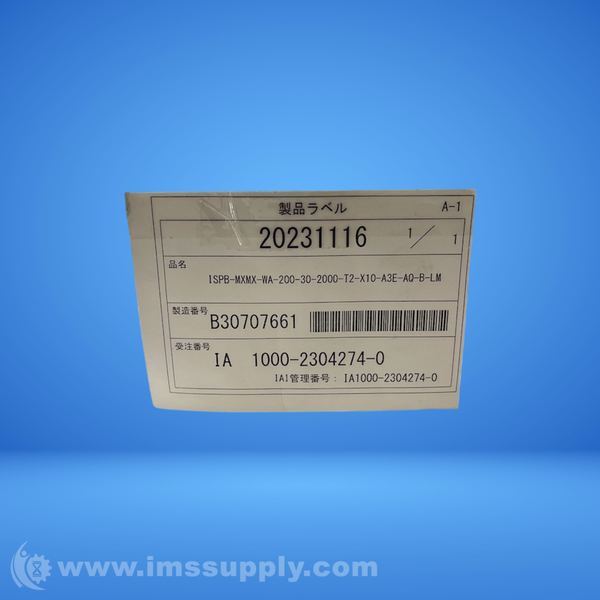 製品ラベル A-1
20231116 1/1
品名
ISPB-MXMX-WA-200-30-2000-T2-X10-A3E-AQ-B-LM
製造番号
B30707661
受注番号
IA 1000-2304274-0
IAI管理番号: IA1000-2304274-0
www.imssupply.com